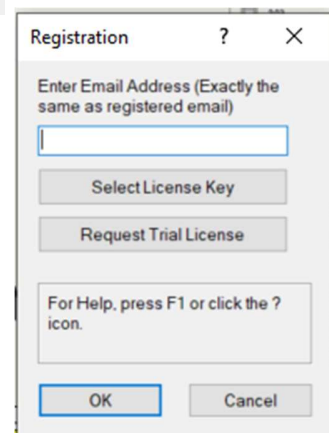 Registration ? ×
Enter Email Address (Exactly the
same as registered email)
Select License Key
Request Trial License
For Help, press F1 or click the ?
icon.
OK Cancel